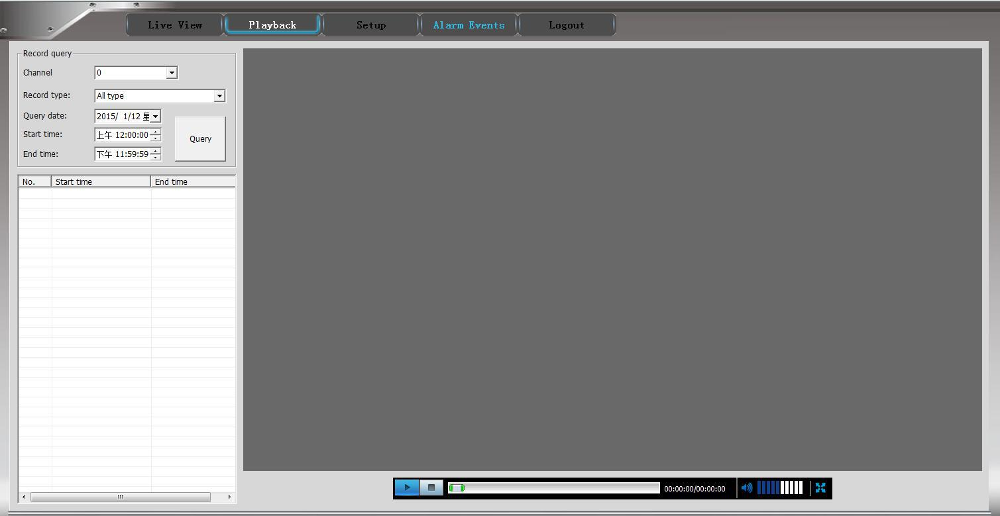 Live View
Playback
Setup
Alarm Events
Logout
Record query
Channel
0
Record type:
All type
Query date:
2015/ 1/12 星
Start time:
上午 12:00:00
End time:
下午 11:59:59
Query
No.
Start time
End time
00:00:00/00:00:00